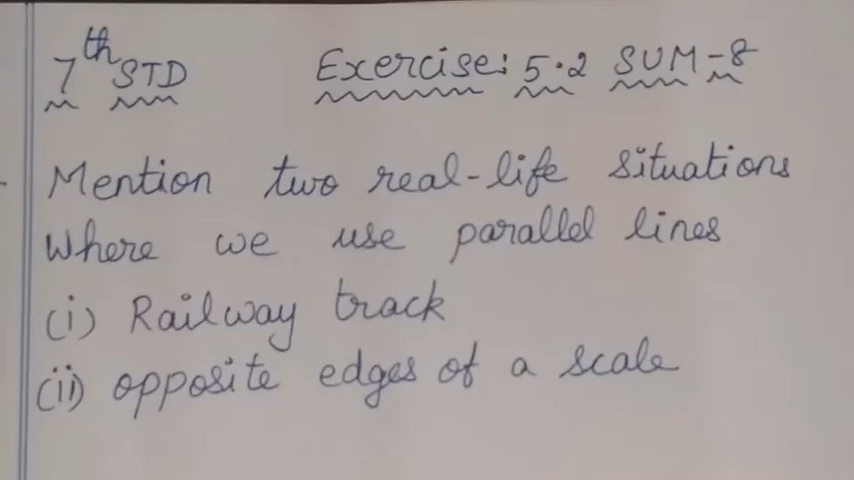 7th STD Exercise: 5.2 SUM-8
Mention two real-life situations
Where we use parallel lines
(i) Railway track
(ii) opposite edges of a scale